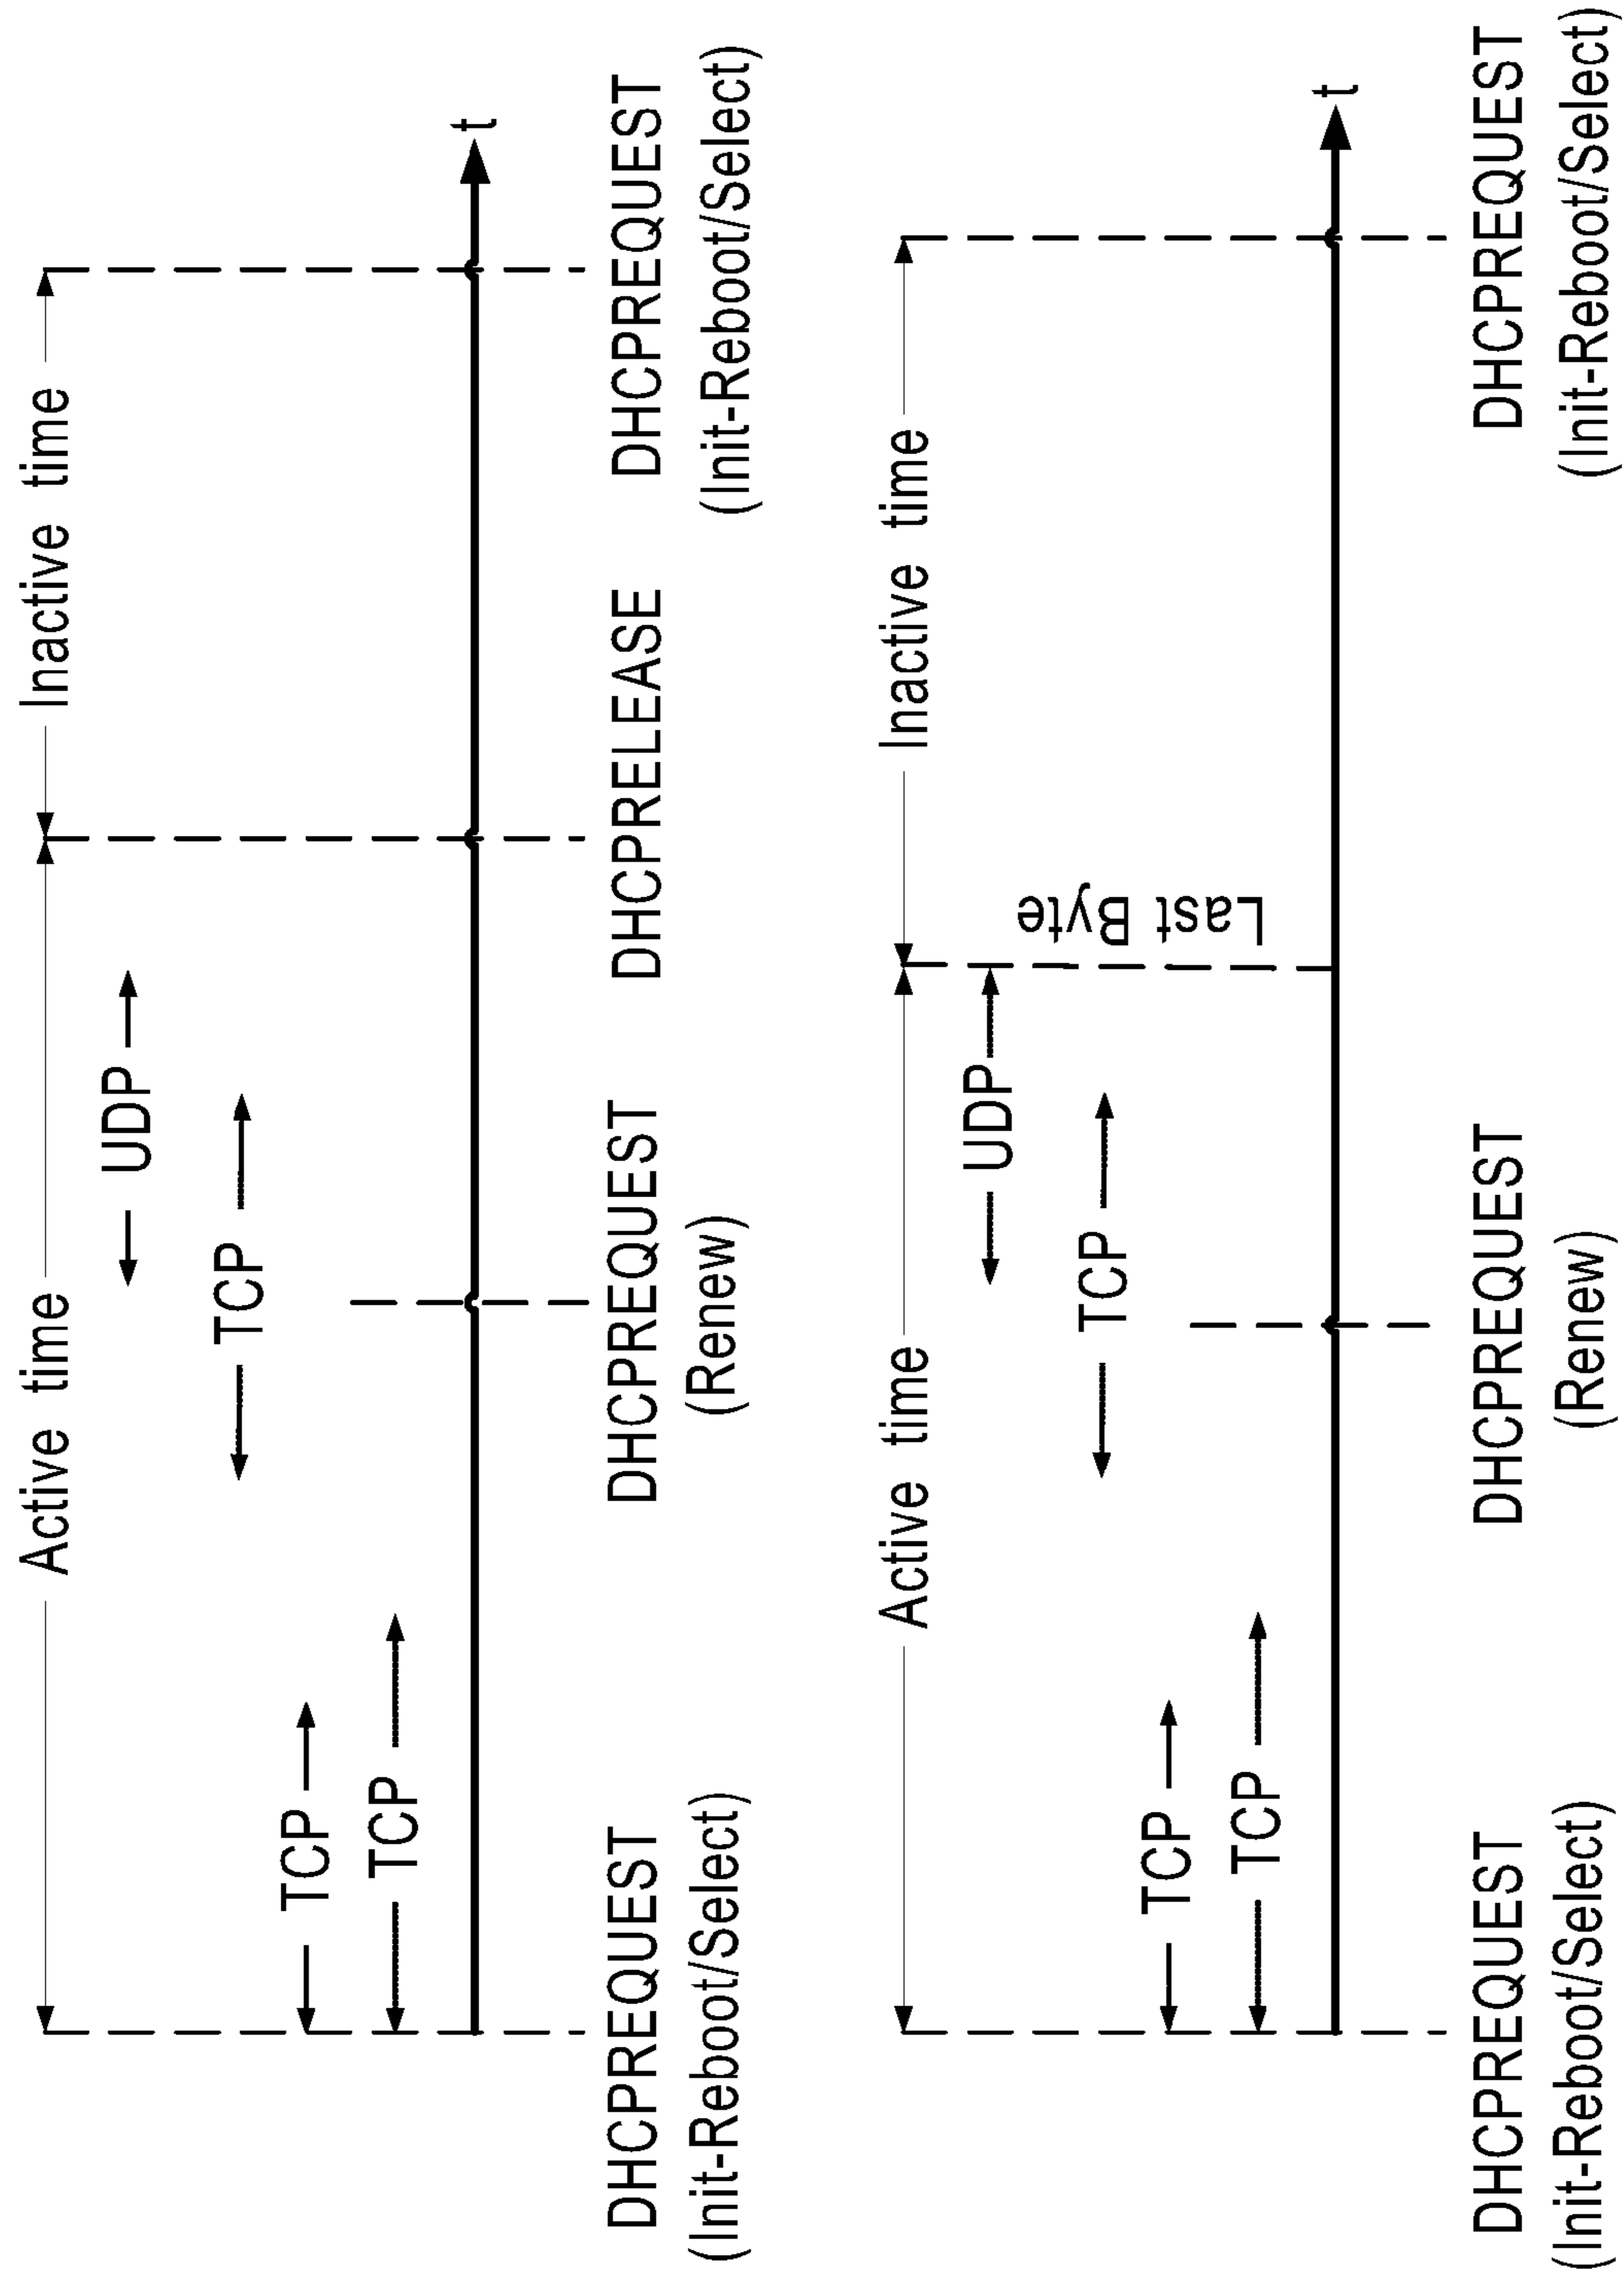 Active time
Inactive time
UDP
TCP
TCP
TCP
t
DHCPREQUEST
(Init-Reboot/Select)
DHCPREQUEST
(Renew)
DHCPRELEASE
DHCPREQUEST
(Init-Reboot/Select)
Active time
Inactive time
UDP
TCP
TCP
TCP
Last Byte
t
DHCPREQUEST
(Init-Reboot/Select)
DHCPREQUEST
(Renew)
DHCPREQUEST
(Init-Reboot/Select)